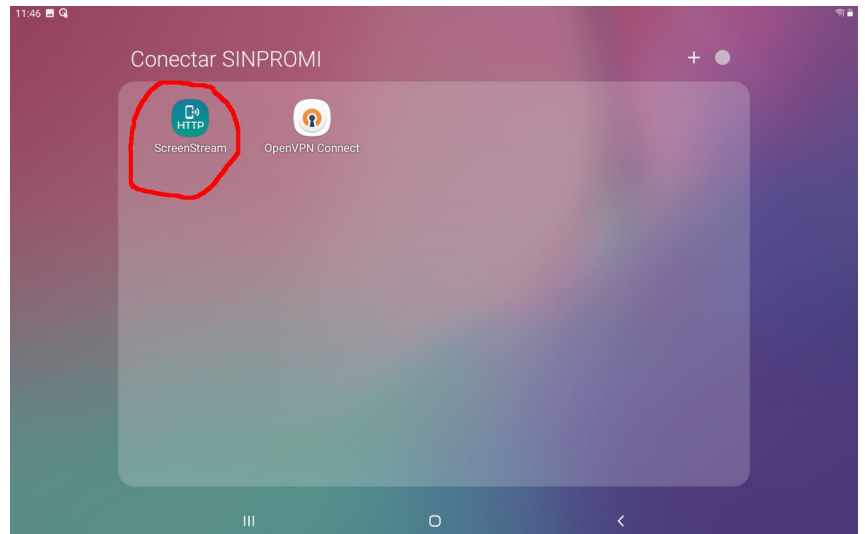 11:46
Conectar SINPROMI
HTTP
ScreenStream
OpenVPN Connect